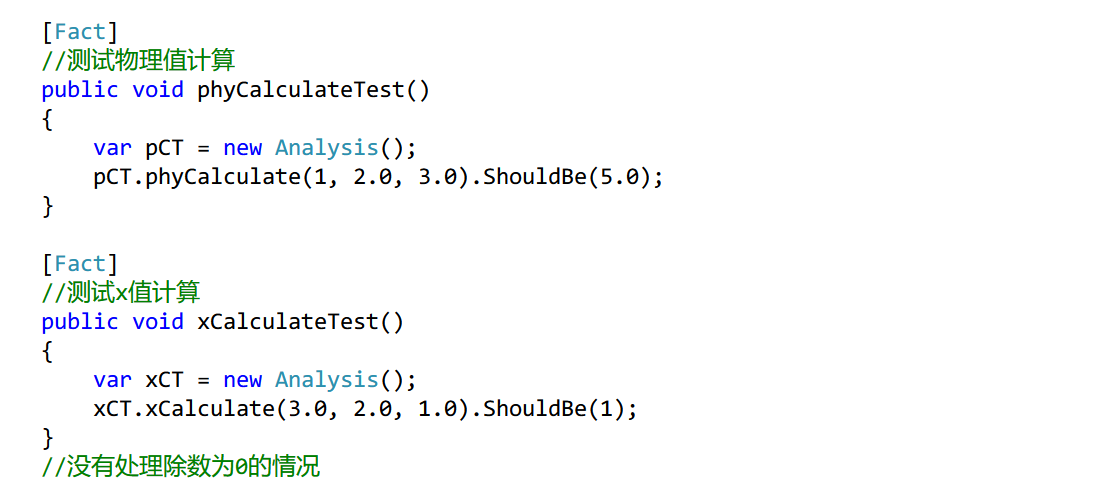 [Fact]
//测试物理值计算
public void phyCalculateTest()
{
    var pCT = new Analysis();
    pCT.phyCalculate(1, 2.0, 3.0).ShouldBe(5.0);
}

[Fact]
//测试x值计算
public void xCalculateTest()
{
    var xCT = new Analysis();
    xCT.xCalculate(3.0, 2.0, 1.0).ShouldBe(1);
}
//没有处理除数为0的情况